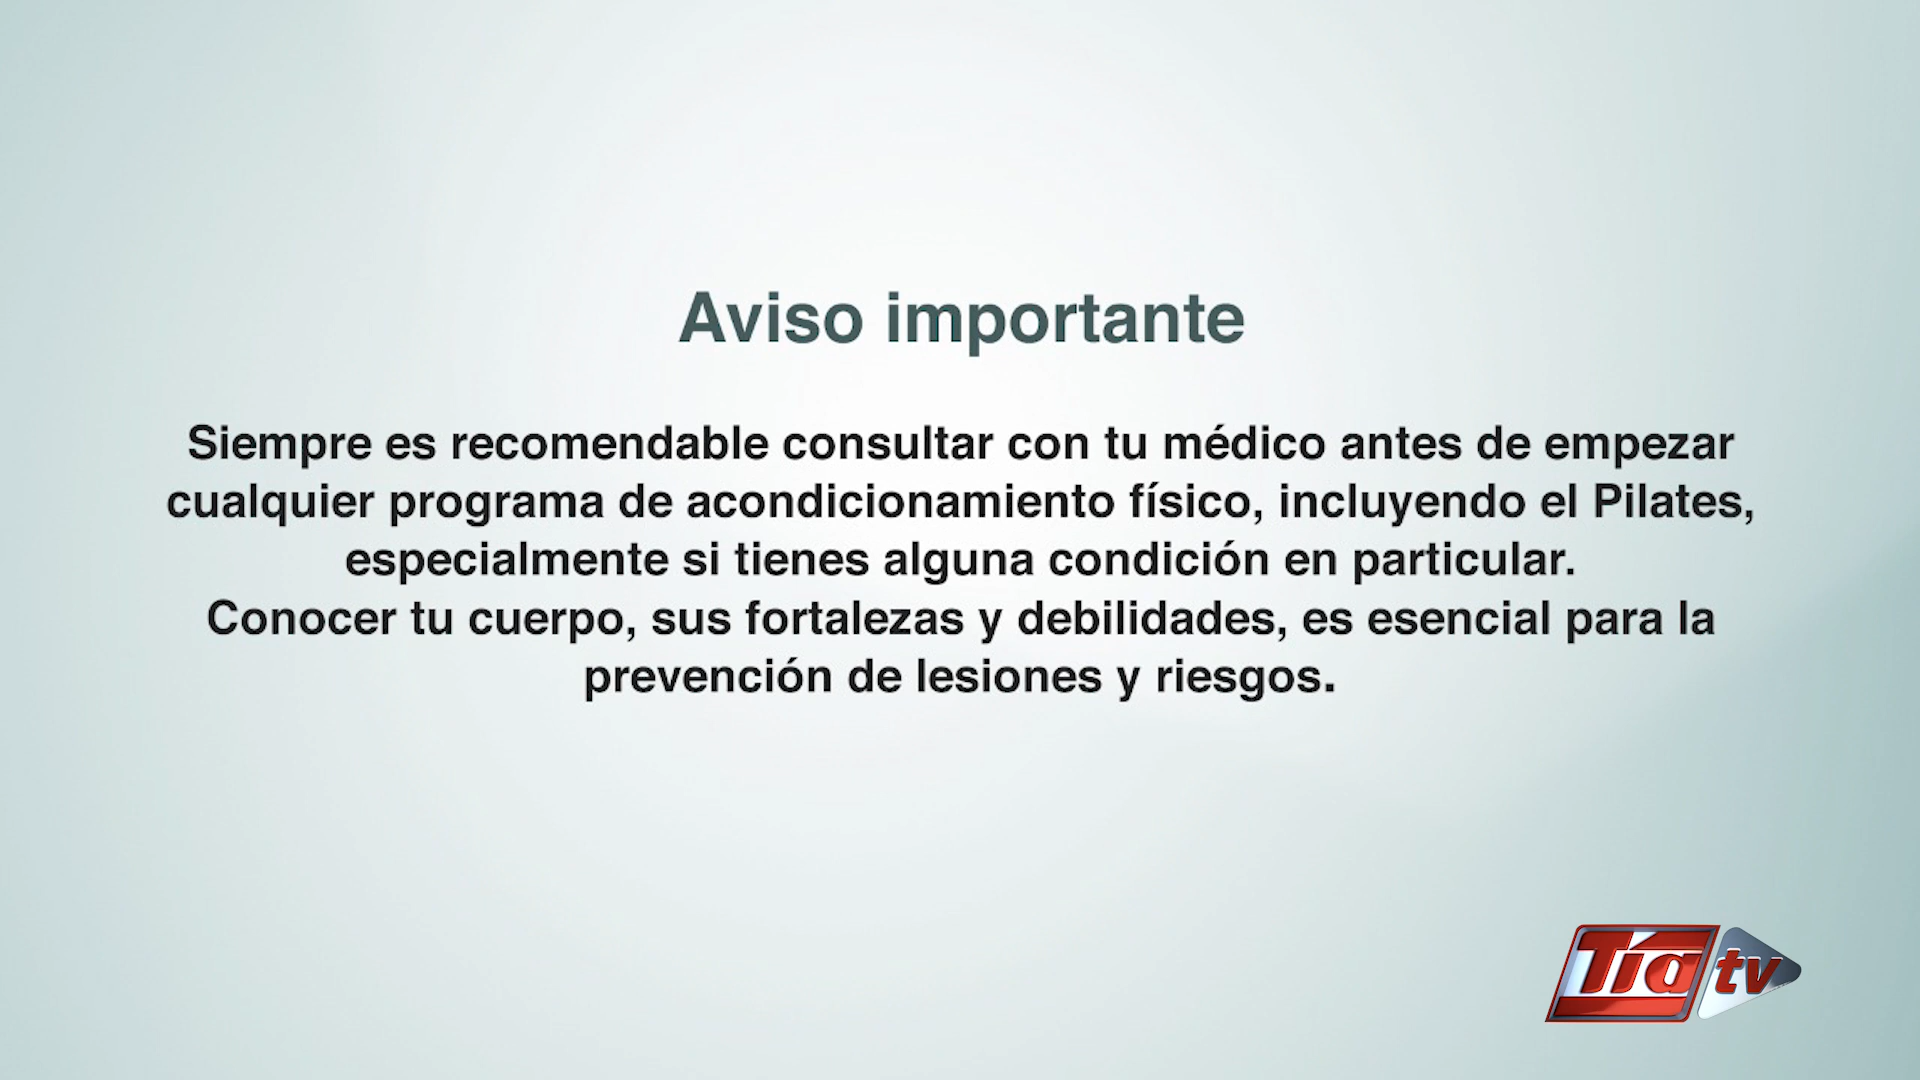 Aviso importante
Siempre es recomendable consultar con tu médico antes de empezar
cualquier programa de acondicionamiento físico, incluyendo el Pilates,
especialmente si tienes alguna condición en particular.
Conocer tu cuerpo, sus fortalezas y debilidades, es esencial para la
prevención de lesiones y riesgos.
Tía tv